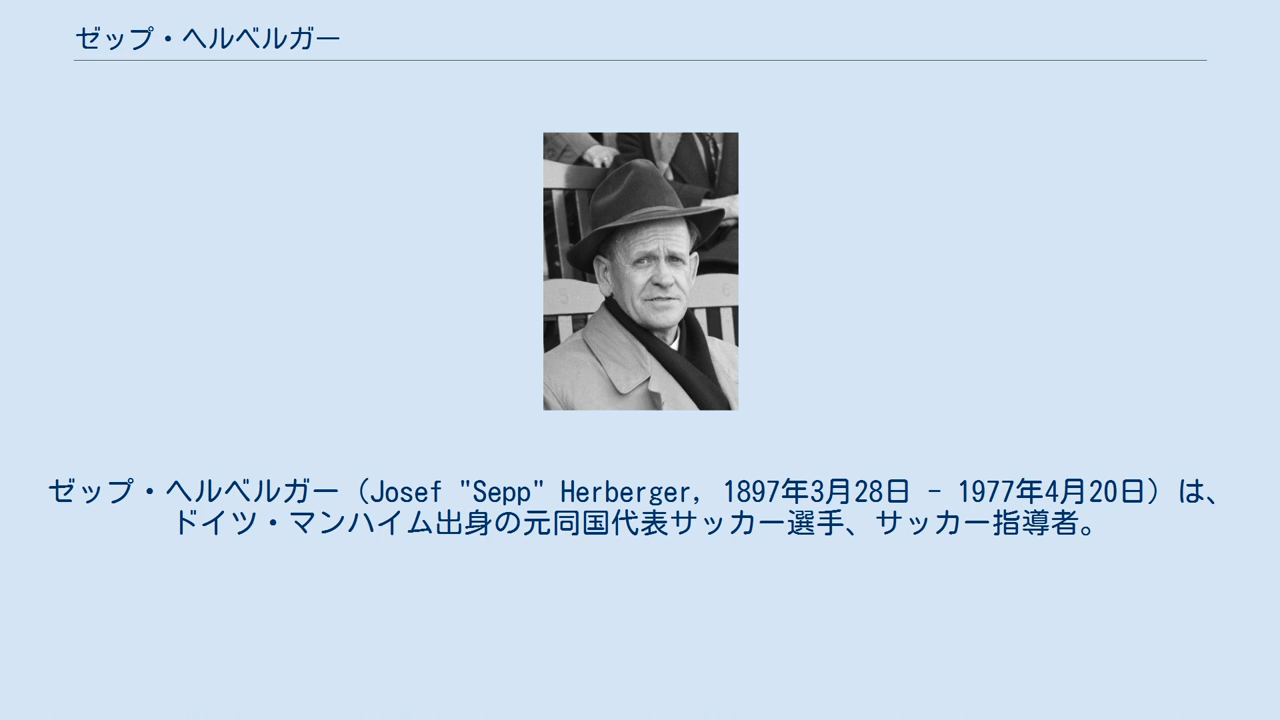 ゼップ・ヘルベルガー
ゼップ・ヘルベルガー（Josef "Sepp" Herberger, 1897年3月28日 - 1977年4月20日）は、
ドイツ・マンハイム出身の元同国代表サッカー選手、サッカー指導者。
5
6